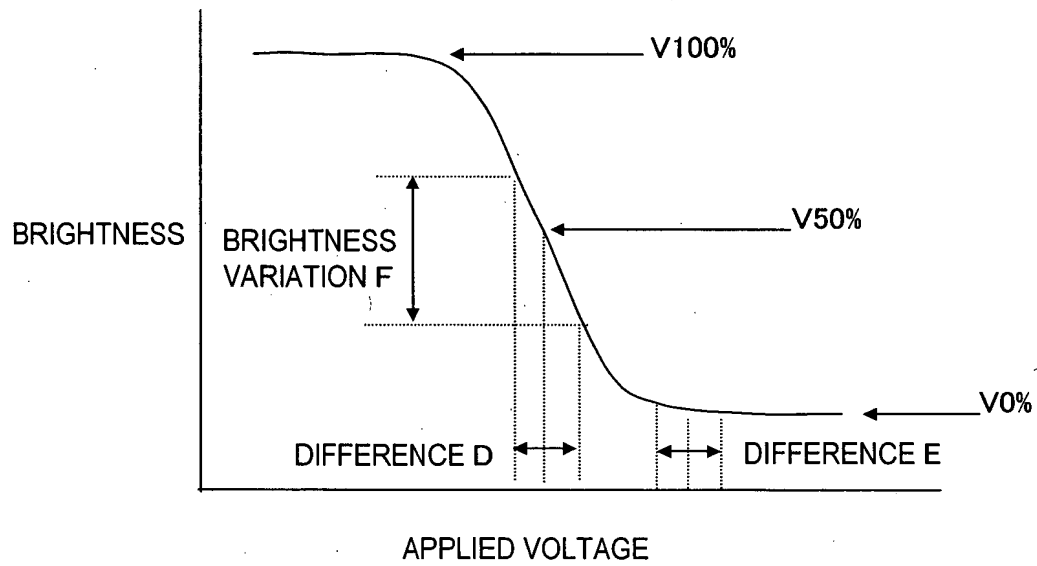 V100%
BRIGHTNESS
BRIGHTNESS
VARIATION F
V50%
V0%
DIFFERENCE D
DIFFERENCE E
APPLIED VOLTAGE